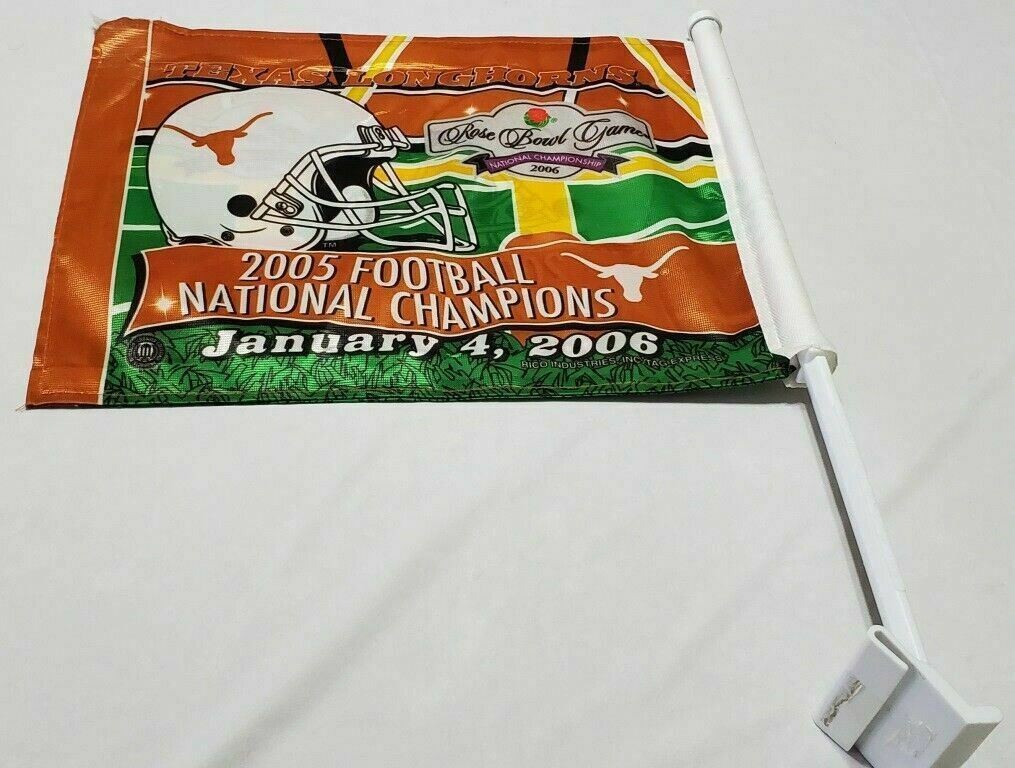 TEXAS LONGHORNS
Rose Bowl Game
NATIONAL CHAMPIONSHIP
2006
TM
2005 FOOTBALL
NATIONAL CHAMPIONS
January 4, 2006
RICO INDUSTRIES, INC/TAG EXPRESS